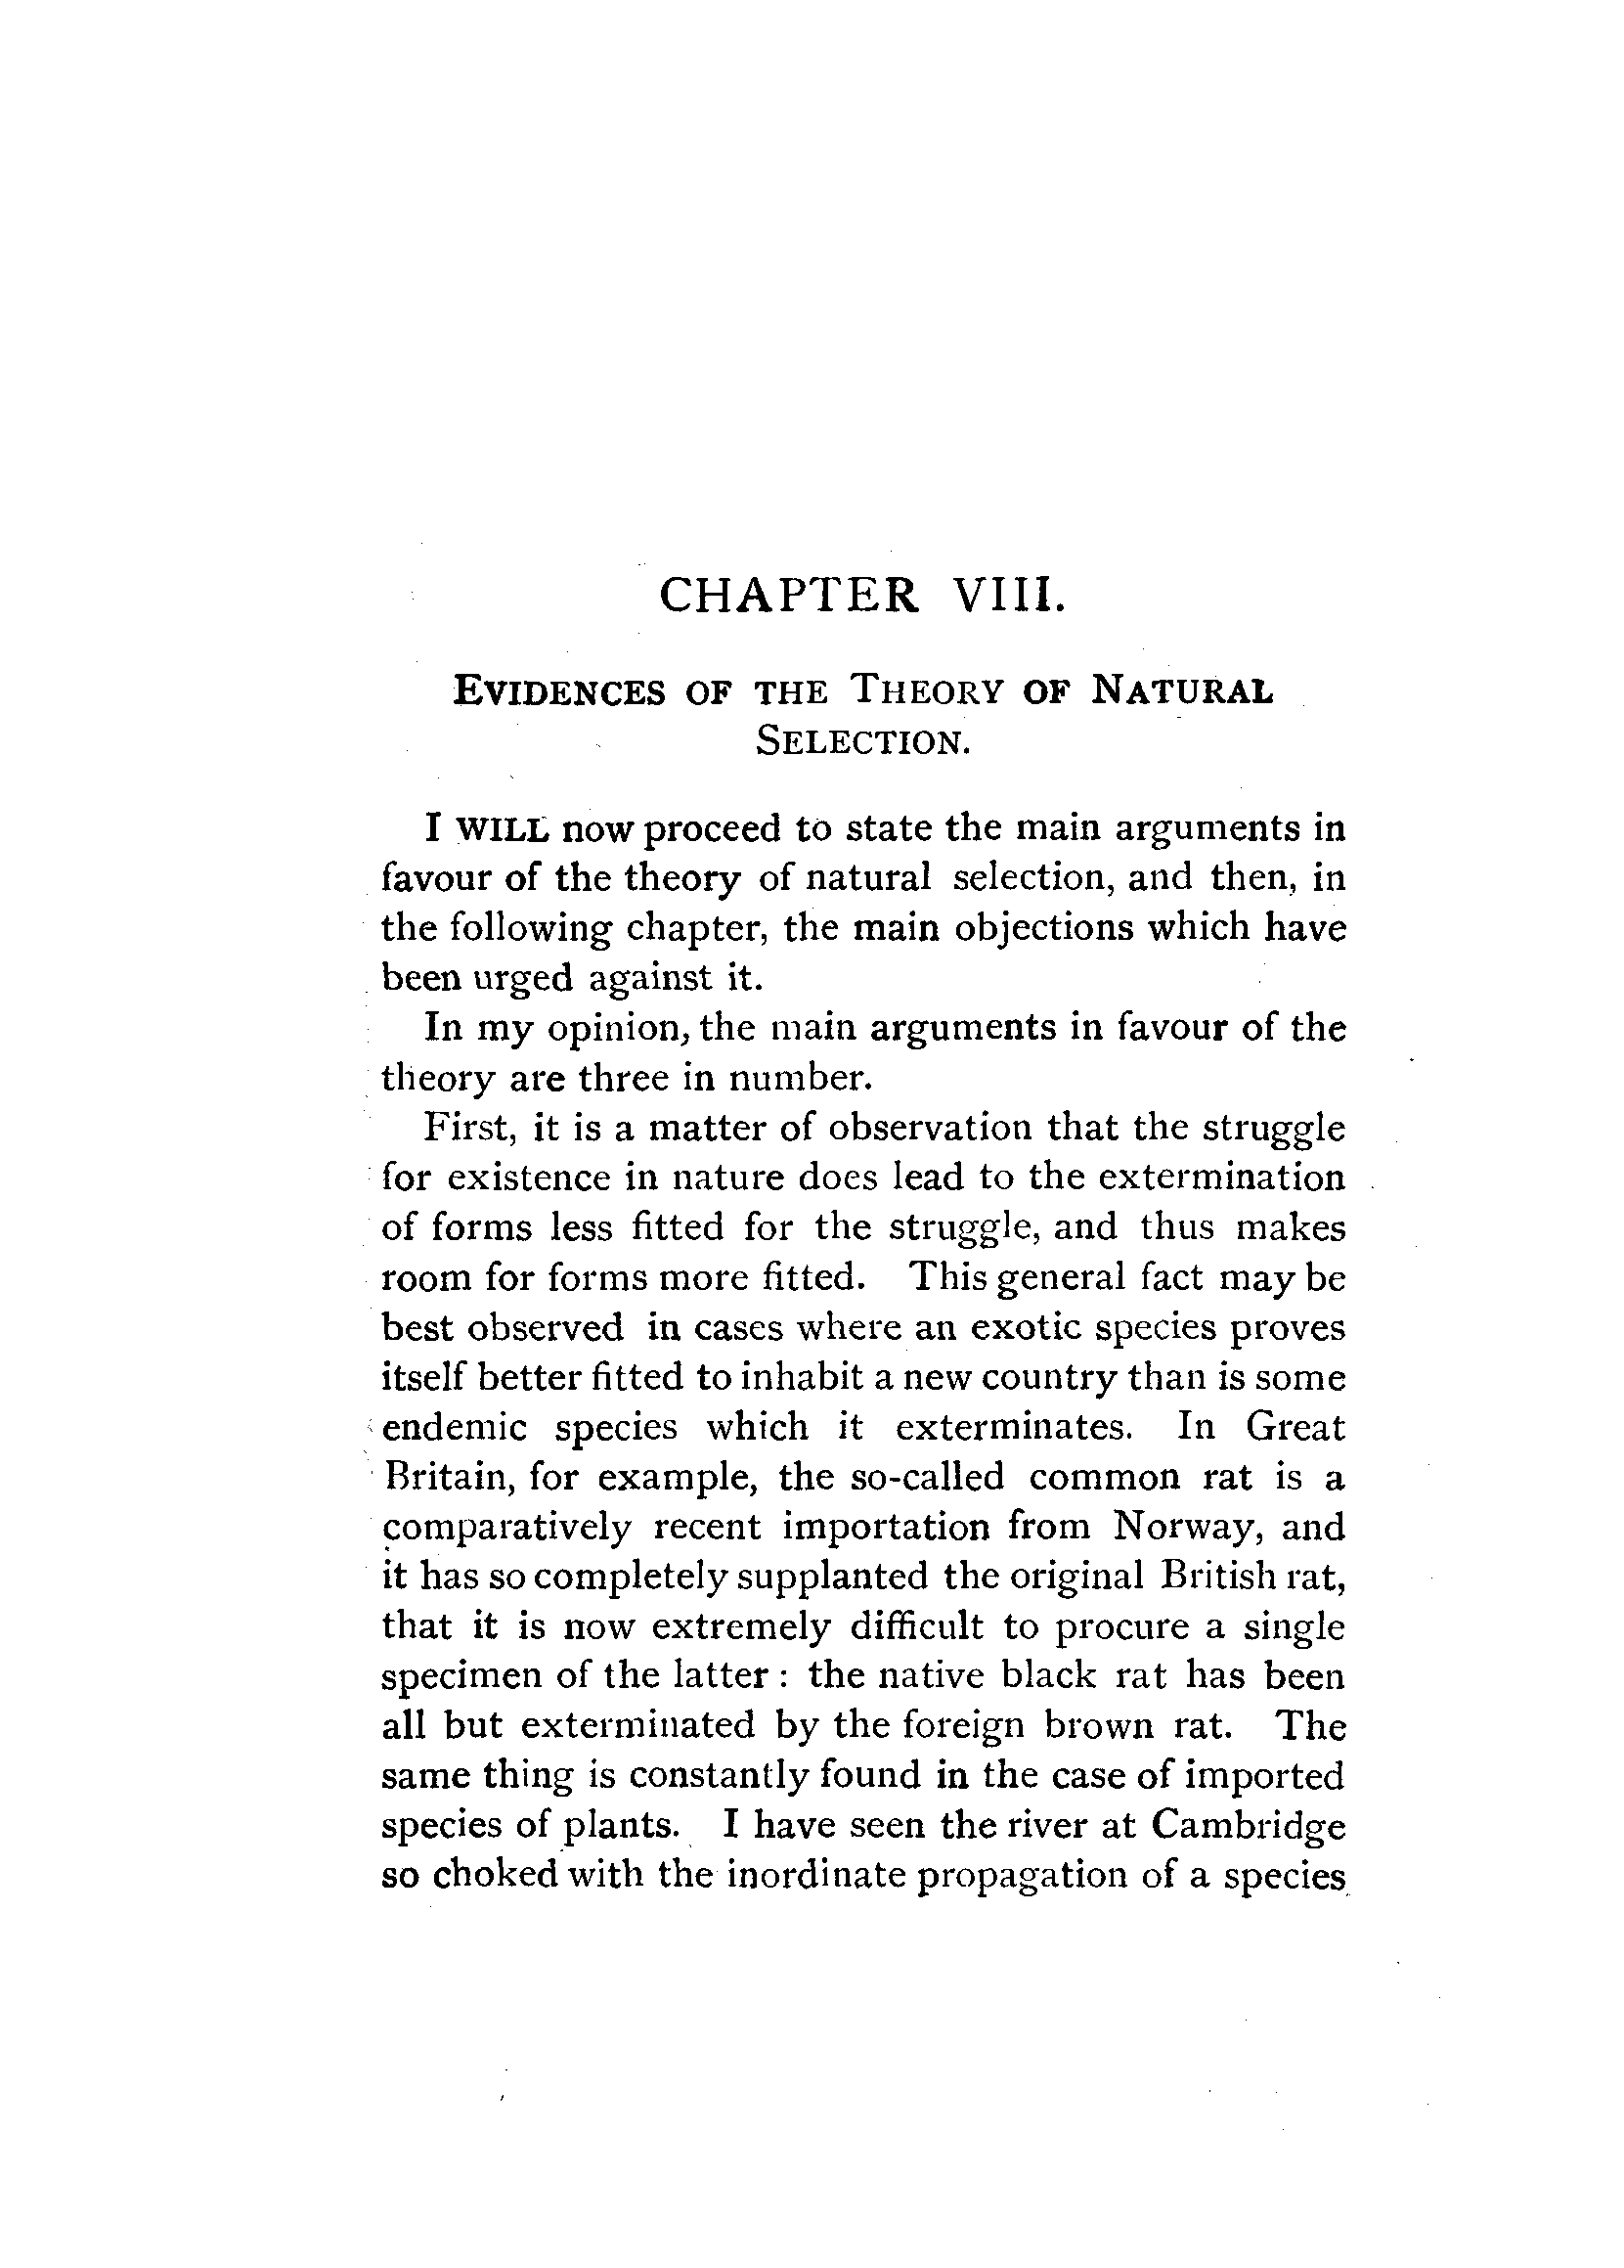 CHAPTER VIII.
EVIDENCES OF THE THEORY OF NATURAL
SELECTION.
I WILL now proceed to state the main arguments in
favour of the theory of natural selection, and then, in
the following chapter, the main objections which have
been urged against it.
In my opinion, the main arguments in favour of the
theory are three in number.
First, it is a matter of observation that the struggle
for existence in nature does lead to the extermination
of forms less fitted for the struggle, and thus makes
room for forms more fitted. This general fact may be
best observed in cases where an exotic species proves
itself better fitted to inhabit a new country than is some
endemic species which it exterminates. In Great
Britain, for example, the so-called common rat is a
comparatively recent importation from Norway, and
it has so completely supplanted the original British rat,
that it is now extremely difficult to procure a single
specimen of the latter : the native black rat has been
all but exterminated by the foreign brown rat. The
same thing is constantly found in the case of imported
species of plants. I have seen the river at Cambridge
so choked with the inordinate propagation of a species